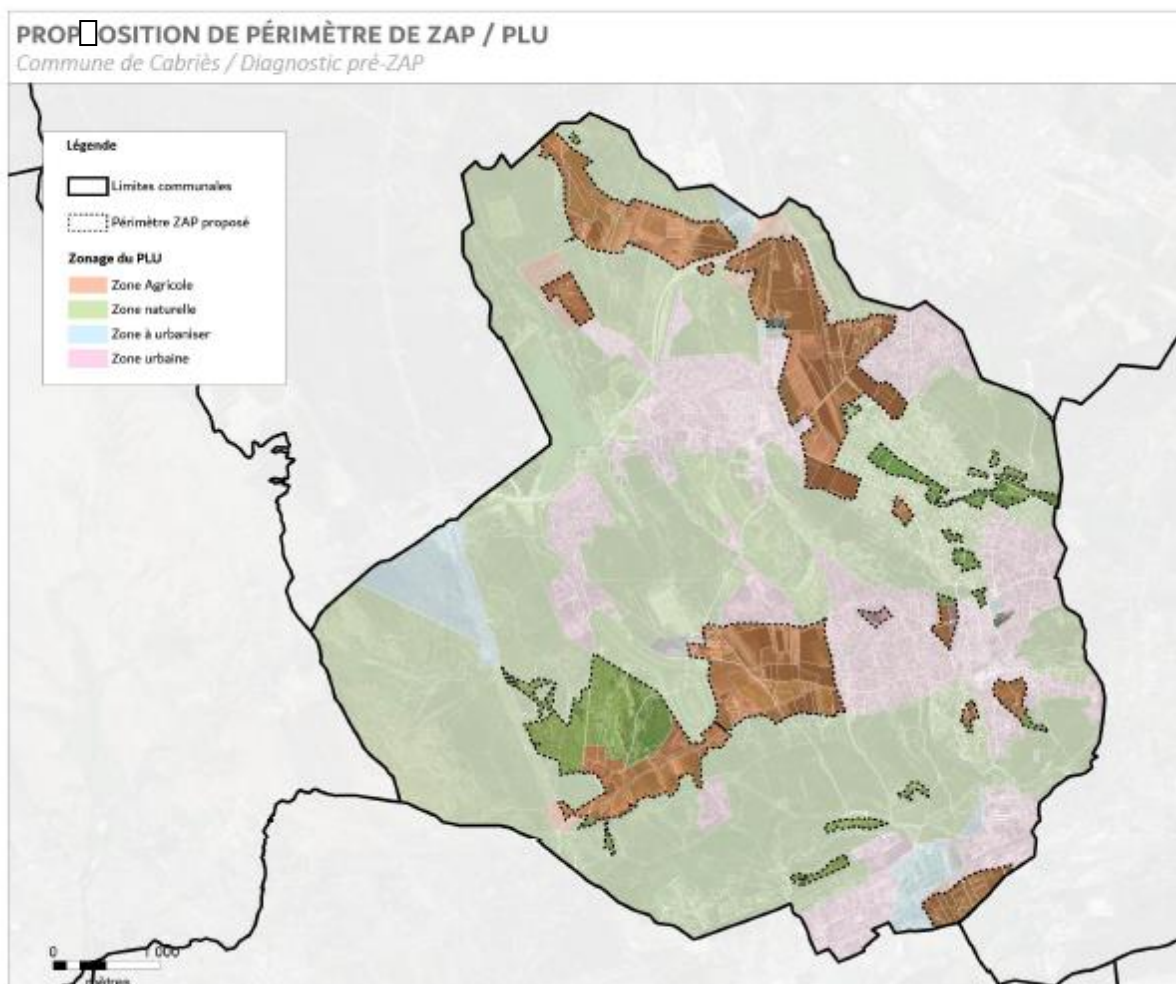 PROP▯OSITION DE PÉRIMÈTRE DE ZAP / PLU
Commune de Cabriès / Diagnostic pré-ZAP
Légende
Limites communales
Périmètre ZAP proposé
Zonage du PLU
Zone Agricole
Zone naturelle
Zone à urbaniser
Zone urbaine
0 1 000
mètres